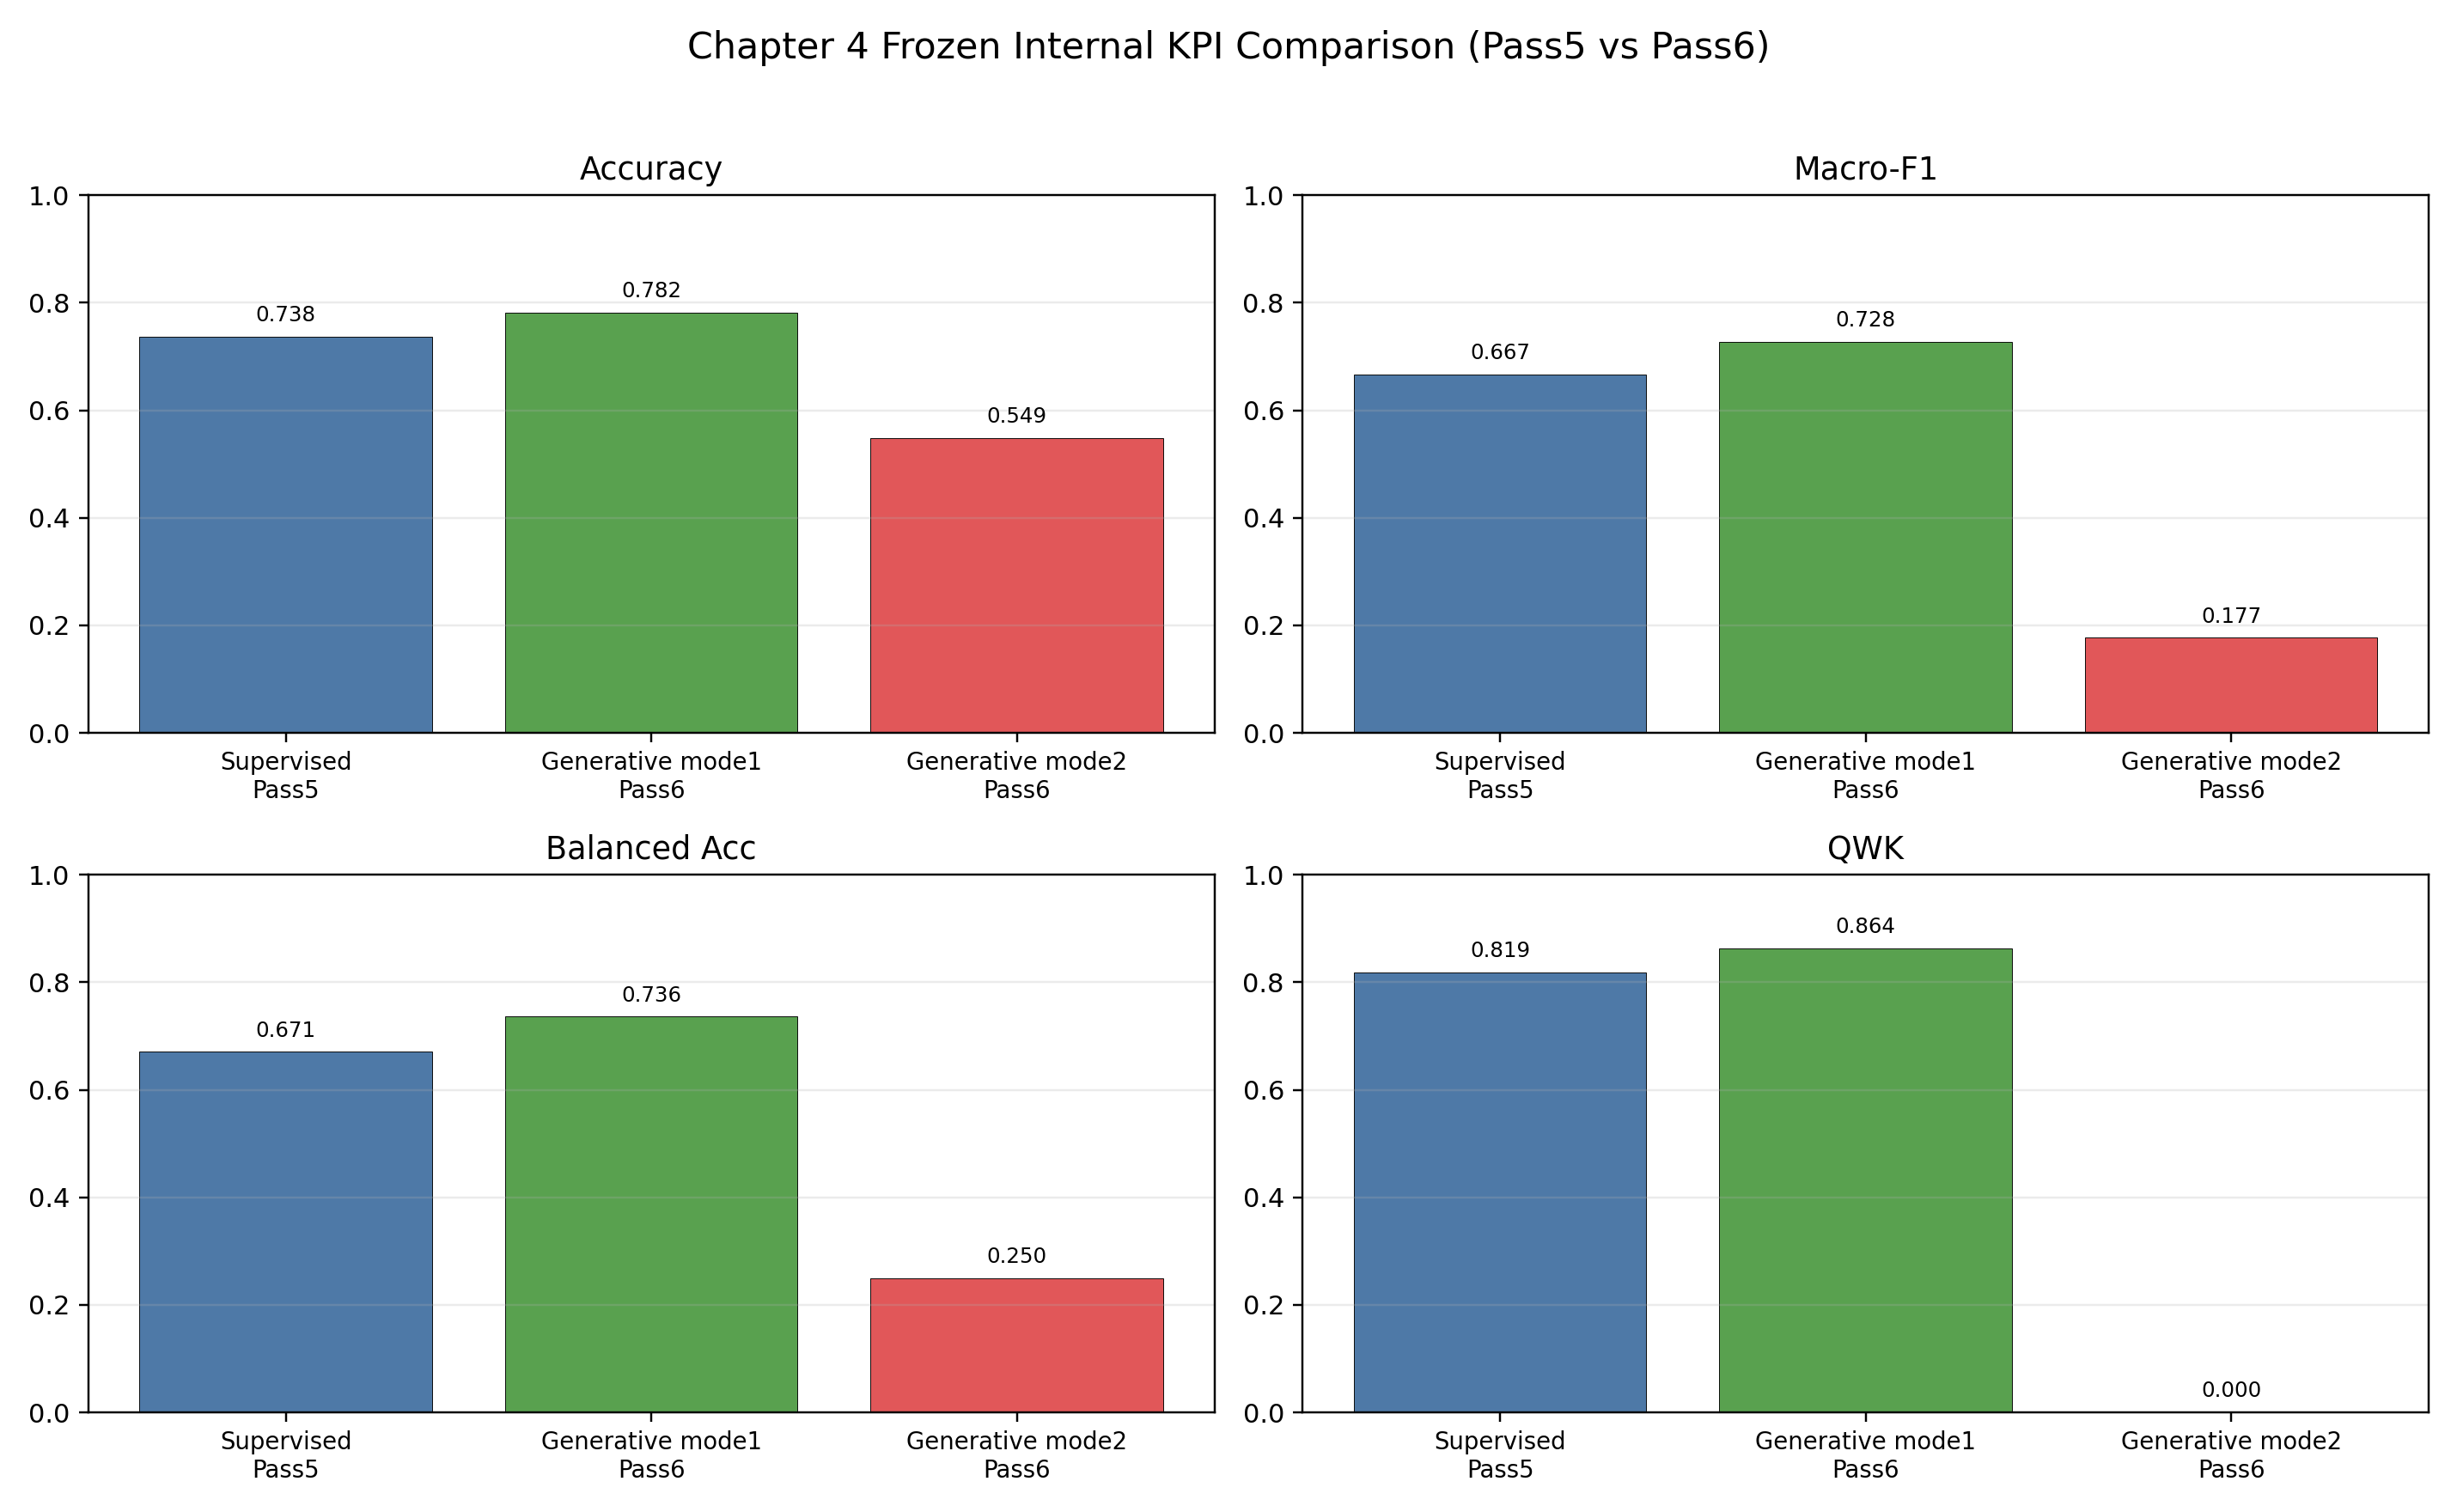 Chapter 4 Frozen Internal KPI Comparison (Pass5 vs Pass6)
Accuracy
1.0
0.8
0.6
0.4
0.2
0.0
0.738
0.782
0.549
Supervised
Pass5
Generative mode1
Pass6
Generative mode2
Pass6
Macro-F1
1.0
0.8
0.6
0.4
0.2
0.0
0.667
0.728
0.177
Supervised
Pass5
Generative mode1
Pass6
Generative mode2
Pass6
Balanced Acc
1.0
0.8
0.6
0.4
0.2
0.0
0.671
0.736
0.250
Supervised
Pass5
Generative mode1
Pass6
Generative mode2
Pass6
QWK
1.0
0.8
0.6
0.4
0.2
0.0
0.819
0.864
0.000
Supervised
Pass5
Generative mode1
Pass6
Generative mode2
Pass6